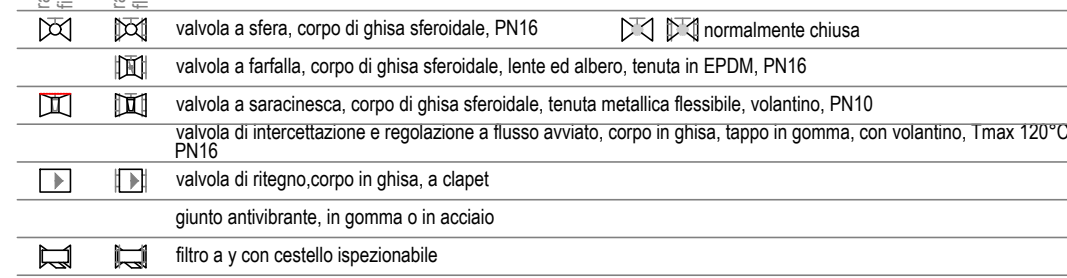 valvola a sfera, corpo di ghisa sferoidale, PN16 normalmente chiusa
valvola a farfalla, corpo di ghisa sferoidale, lente ed albero, tenuta in EPDM, PN16
valvola a saracinesca, corpo di ghisa sferoidale, tenuta metallica flessibile, volantino, PN10
valvola di intercettazione e regolazione a flusso avviato, corpo in ghisa, tappo in gomma, con volantino, Tmax 120°C
PN16
valvola di ritegno,corpo in ghisa, a clapet
giunto antivibrante, in gomma o in acciaio
filtro a y con cestello ispezionabile